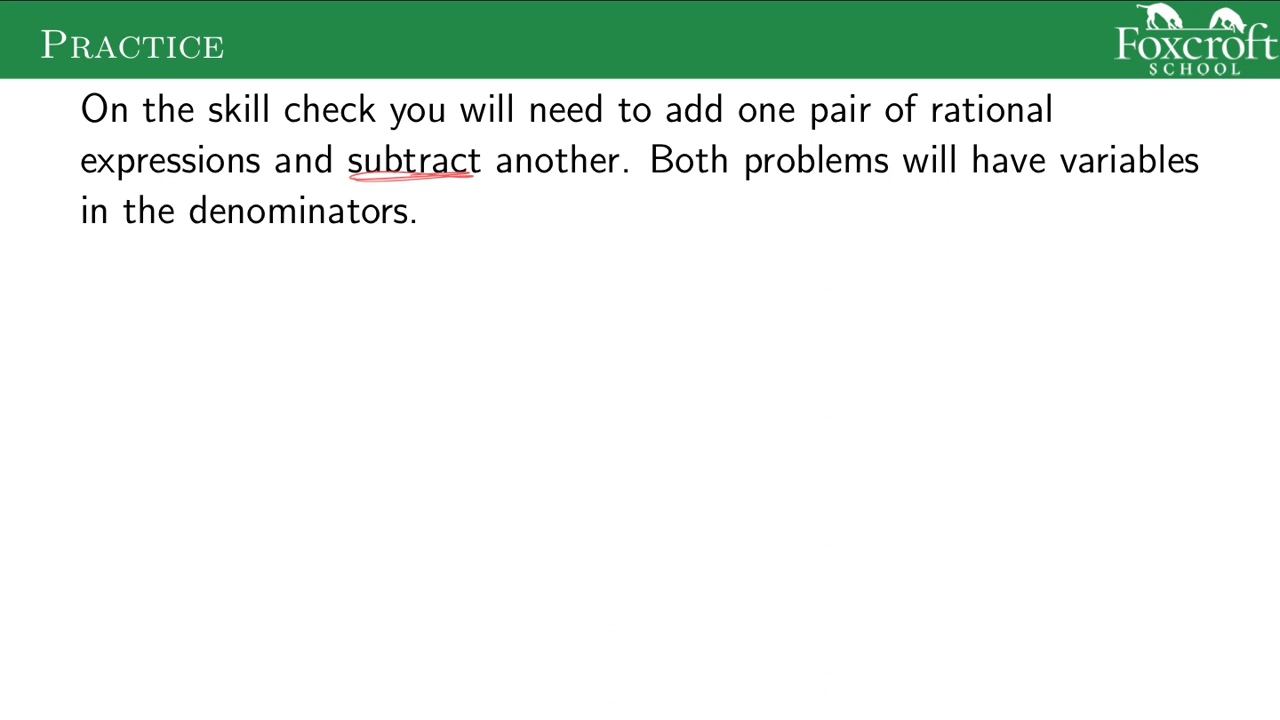 PRACTICE
Foxcroft
SCHOOL
On the skill check you will need to add one pair of rational
expressions and subtract another. Both problems will have variables
in the denominators.